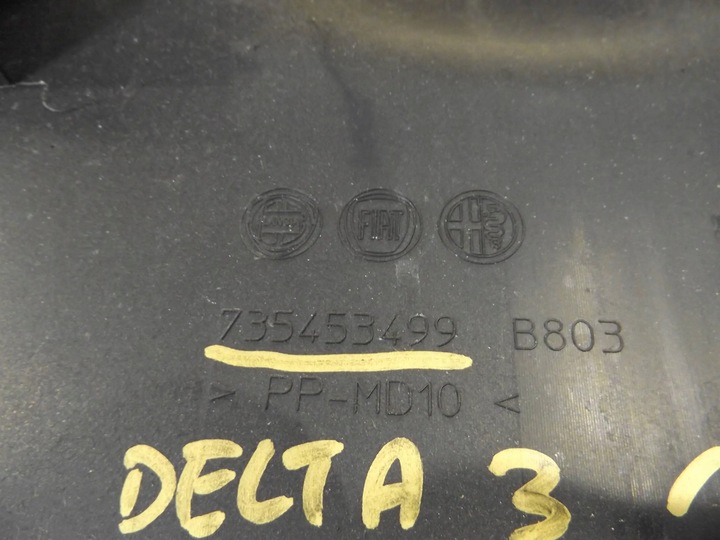 FIAT
735453499 B803
> PP-MD10 <
DELTA 3